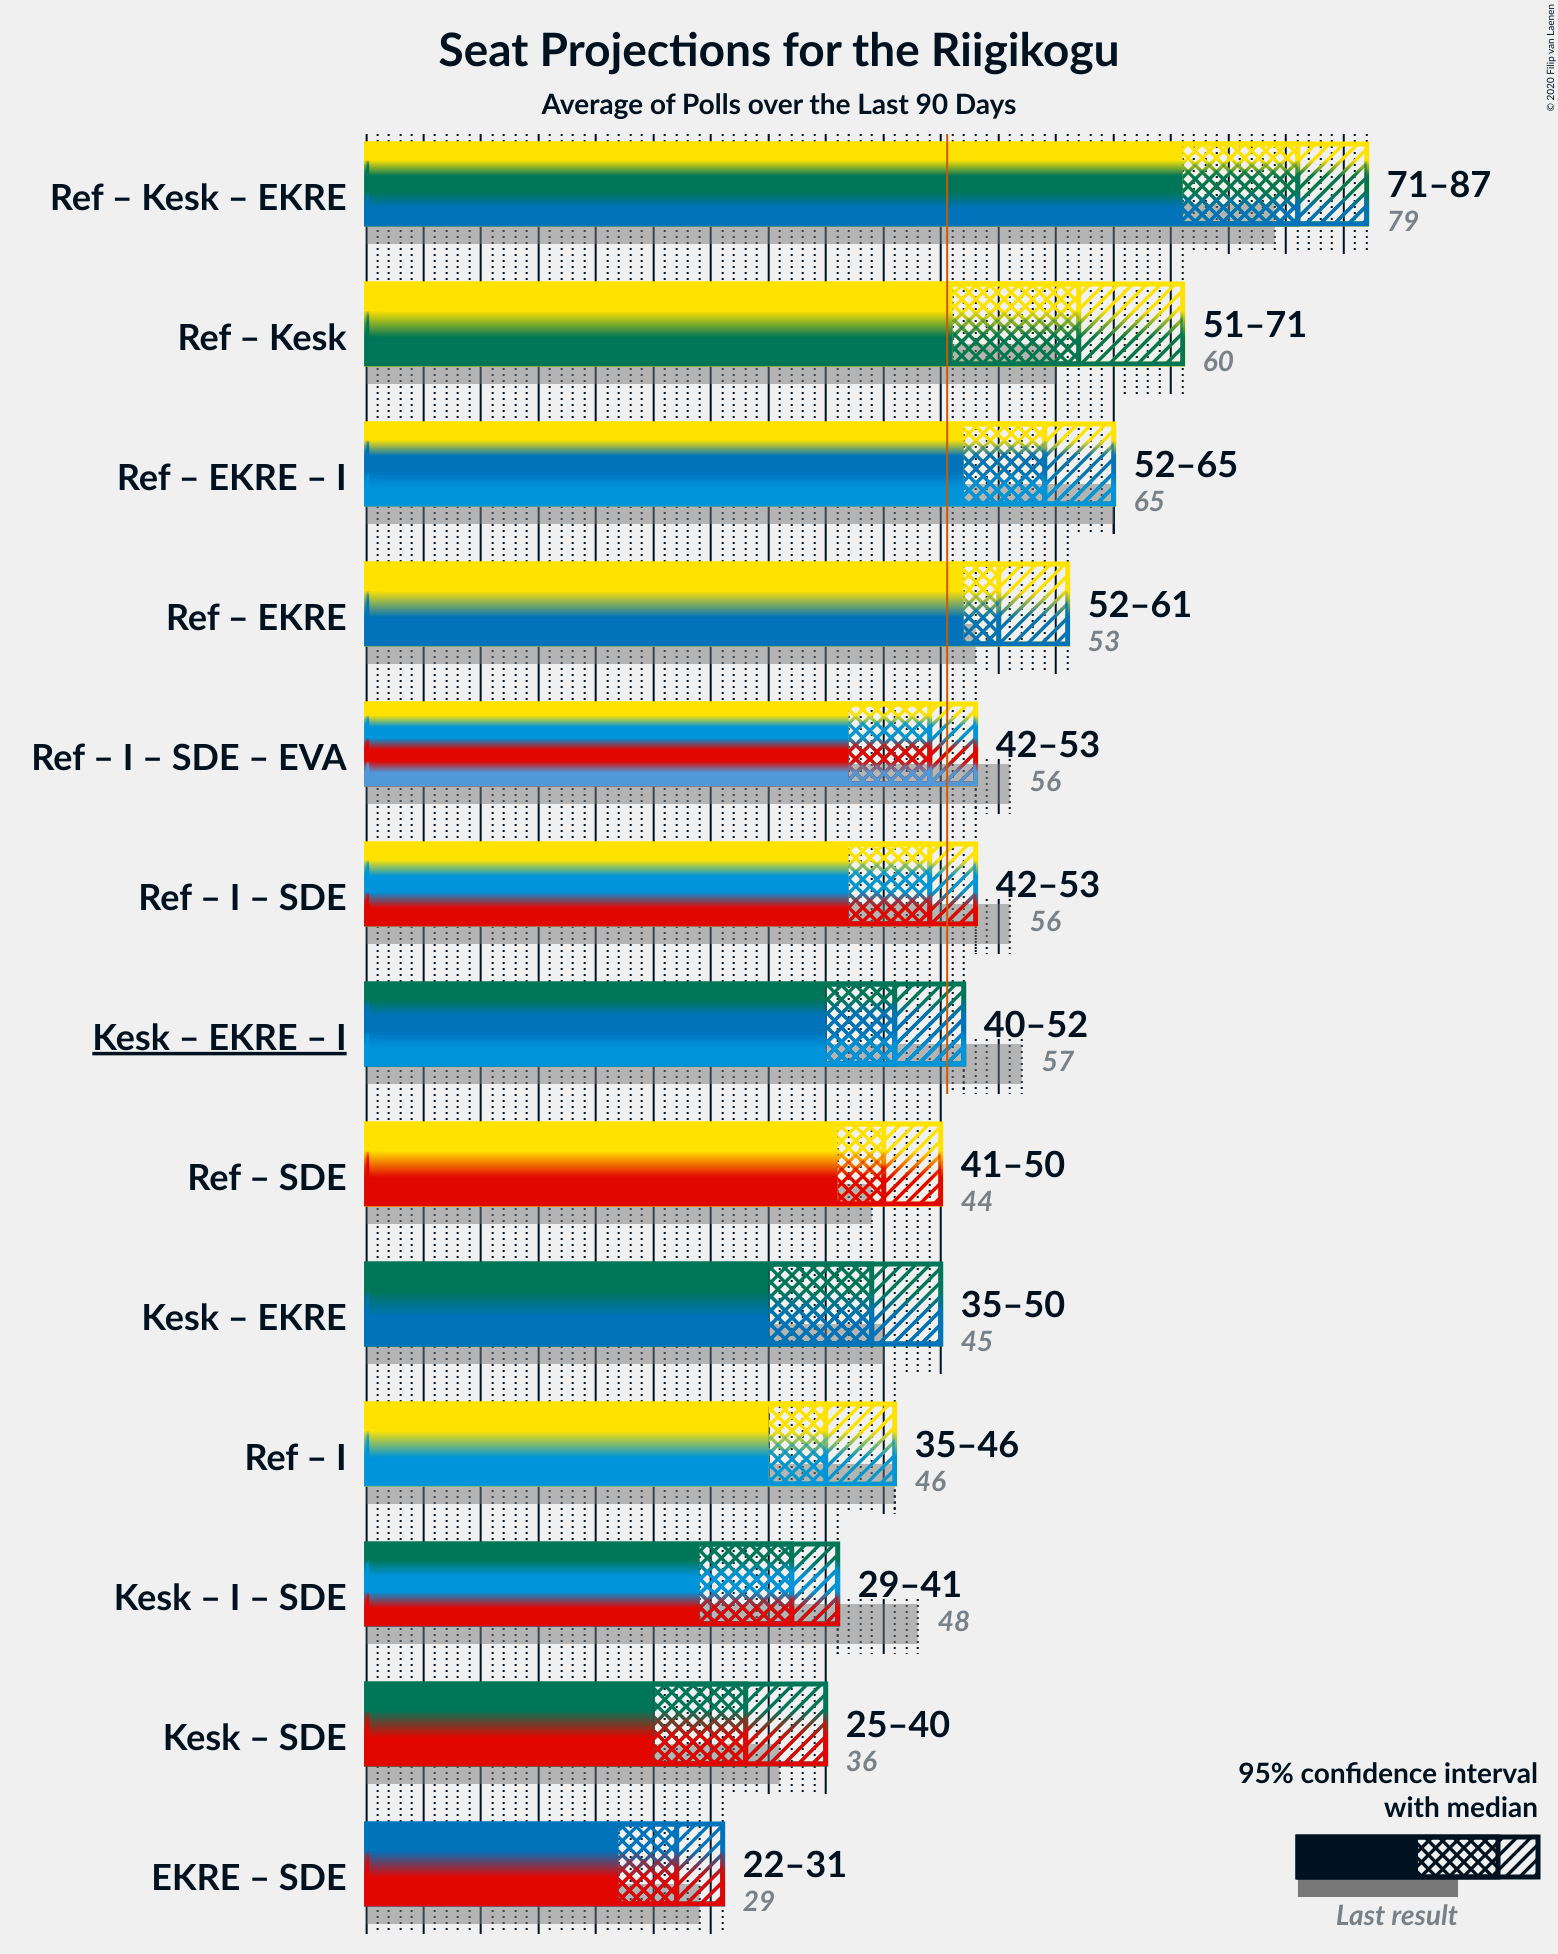 Seat Projections for the Riigikogu
Average of Polls over the Last 90 Days
© 2020 Filip van Laenen
Ref – Kesk – EKRE
71–87
79
Ref – Kesk
51–71
60
Ref – EKRE – I
52–65
65
Ref – EKRE
52–61
53
Ref – I – SDE – EVA
42–53
56
Ref – I – SDE
42–53
56
Kesk – EKRE – I
40–52
57
Ref – SDE
41–50
44
Kesk – EKRE
35–50
45
Ref – I
35–46
46
Kesk – I – SDE
29–41
48
Kesk – SDE
25–40
36
EKRE – SDE
22–31
29
95% confidence interval
with median
Last result